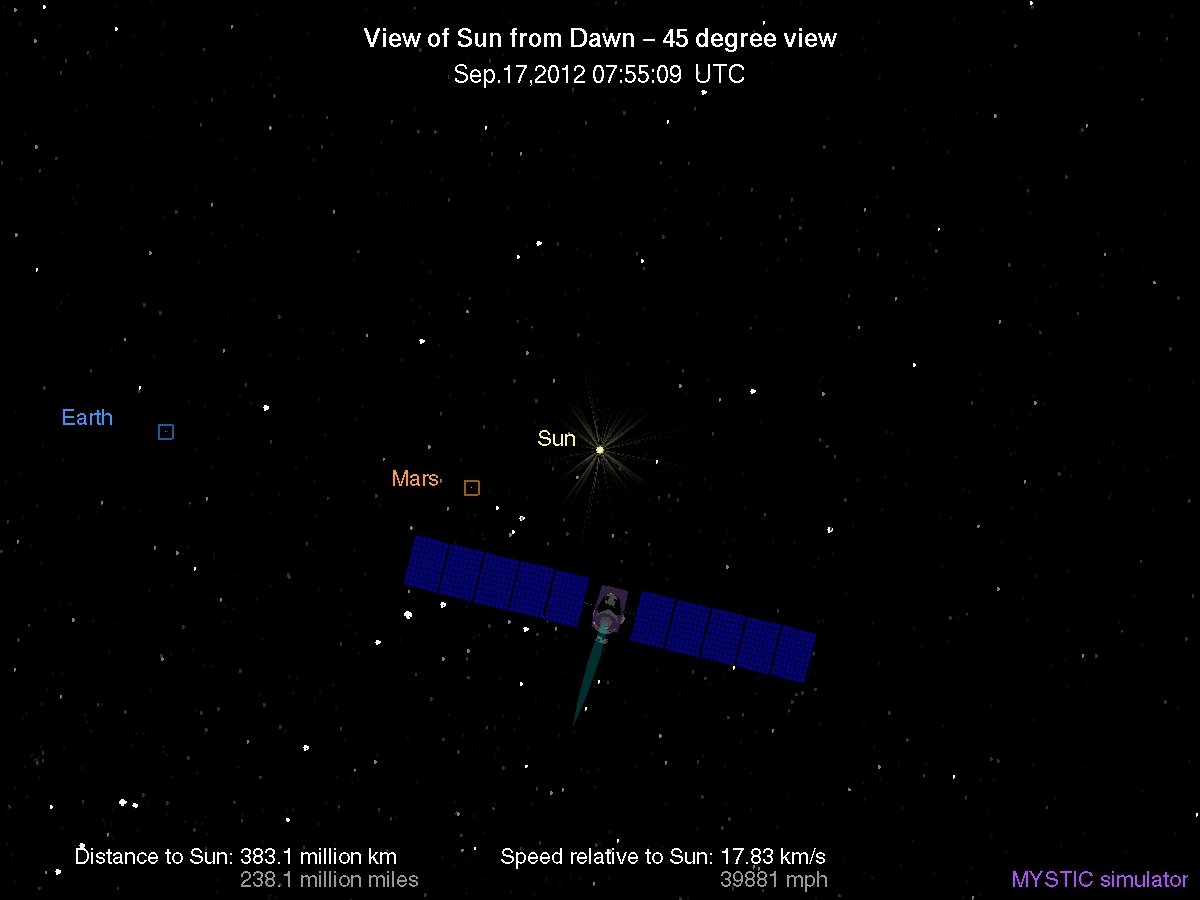 View of Sun from Dawn – 45 degree view
Sep.17,2012 07:55:09 UTC
Earth
Sun
Mars
Distance to Sun: 383.1 million km
238.1 million miles
Speed relative to Sun: 17.83 km/s
39881 mph
MYSTIC simulator